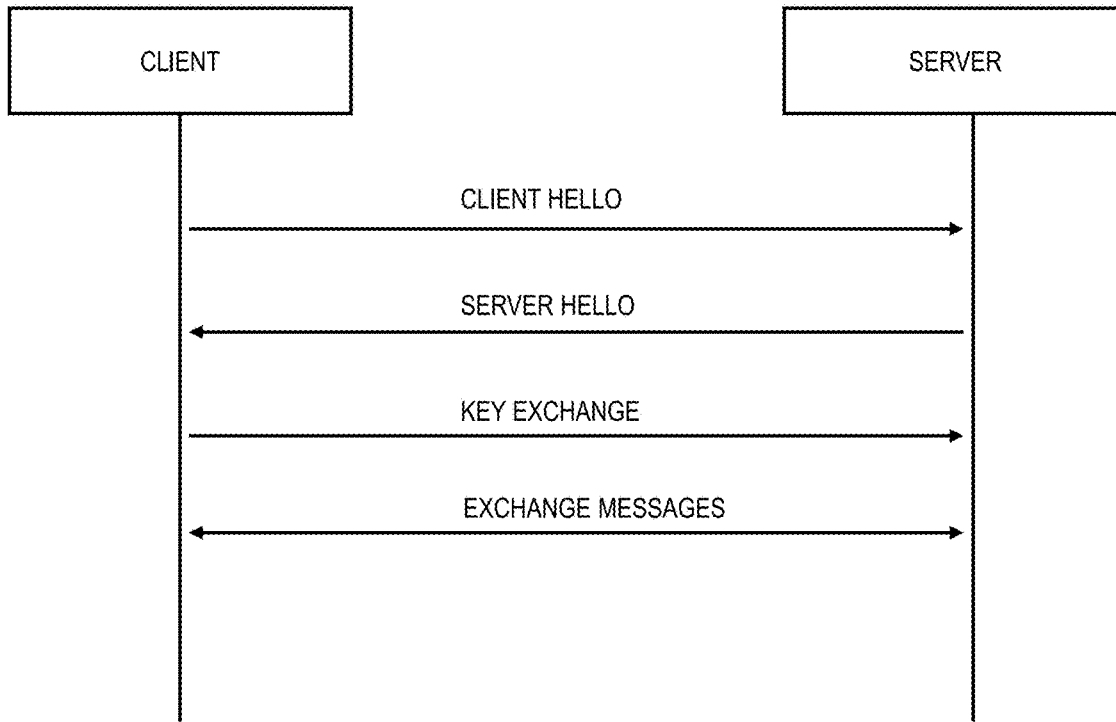 CLIENT
SERVER
CLIENT HELLO
SERVER HELLO
KEY EXCHANGE
EXCHANGE MESSAGES